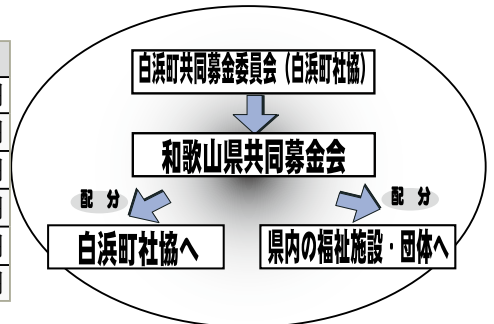 白浜町共同募金委員会（白浜町社協）
和歌山県共同募金会
配　分
配　分
白浜町社協へ
県内の福祉施設・団体へ